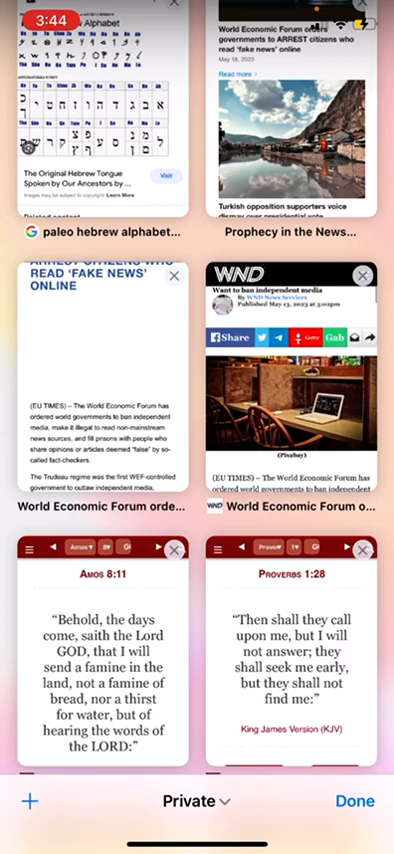 3:44
Alphabet
The Original Hebrew Tongue
Spoken by Our Ancestors by ...
Visit
Images may be subject to copyright. Learn More
Related content
paleo hebrew alphabet...
World Economic Forum orders
governments to ARREST citizens who
read 'fake news' online
May 18, 2023
Read more ›
Turkish opposition supporters voice
dismay over presidential vote
Prophecy in the News...
ARREST CITIZENS WHO
READ 'FAKE NEWS'
ONLINE
(EU TIMES) – The World Economic Forum has
ordered world governments to ban independent
media, make it illegal to read non-mainstream
news sources, and fill prisons with people who
share opinions or articles deemed "false" by so-
called fact-checkers.
The Trudeau regime was the first WEF-controlled
government to outlaw independent media,
World Economic Forum orde...
WND
Want to ban independent media
By WND News Services
Published May 13, 2023 at 3:02pm
Share
Gettr
Gab
(Pixabay)
(EU TIMES) – The World Economic Forum has
ordered world governments to ban independent
WND World Economic Forum o...
Amos
8
Amos 8:11
"Behold, the days
come, saith the Lord
GOD, that I will
send a famine in the
land, not a famine of
bread, nor a thirst
for water, but of
hearing the words of
the LORD:"
Prove
1
Proverbs 1:28
"Then shall they call
upon me, but I will
not answer; they
shall seek me early,
but they shall not
find me:"
King James Version (KJV)
Private
Done